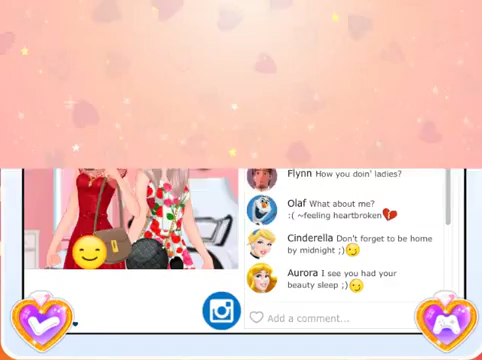 Flynn How you doin' ladies?
Olaf What about me?
:( ~feeling heartbroken💔
Cinderella Don't forget to be home
by midnight ;)😉
Aurora I see you had your
beauty sleep ;)😉
Add a comment...